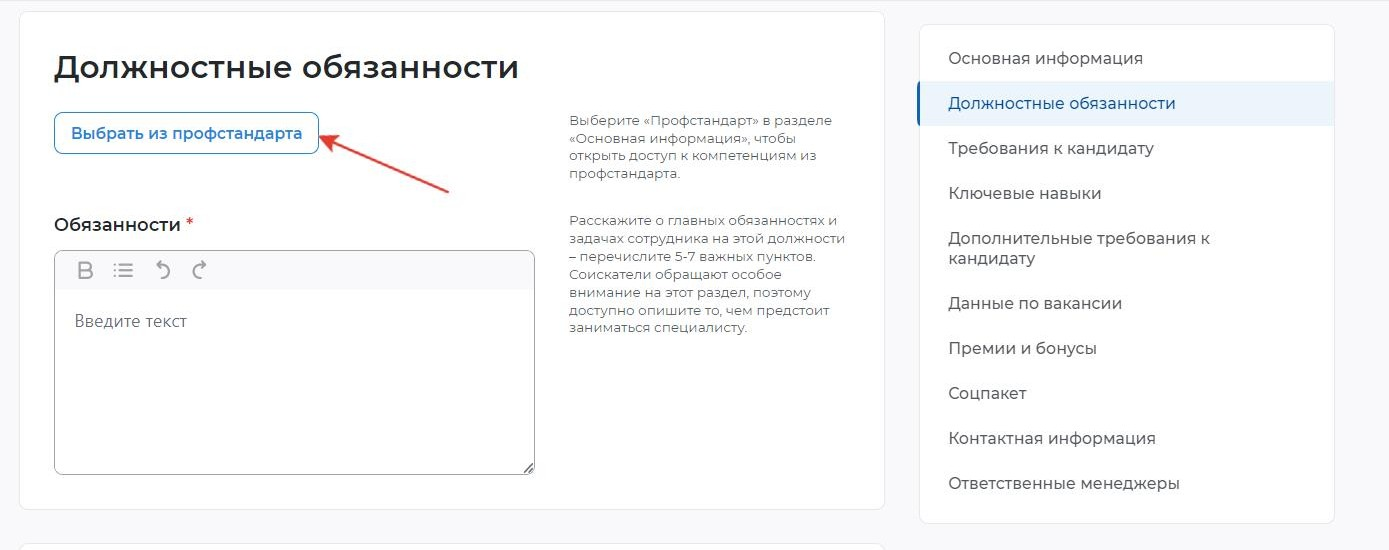 Должностные обязанности
Выбрать из профстандарта
Выберите «Профстандарт» в разделе
«Основная информация», чтобы
открыть доступ к компетенциям из
профстандарта.
Обязанности *
B
Введите текст
Расскажите о главных обязанностях и
задачах сотрудника на этой должности
– перечислите 5-7 важных пунктов.
Соискатели обращают особое
внимание на этот раздел, поэтому
доступно опишите то, чем предстоит
заниматься специалисту.
Основная информация
Должностные обязанности
Требования к кандидату
Ключевые навыки
Дополнительные требования к
кандидату
Данные по вакансии
Премии и бонусы
Соцпакет
Контактная информация
Ответственные менеджеры